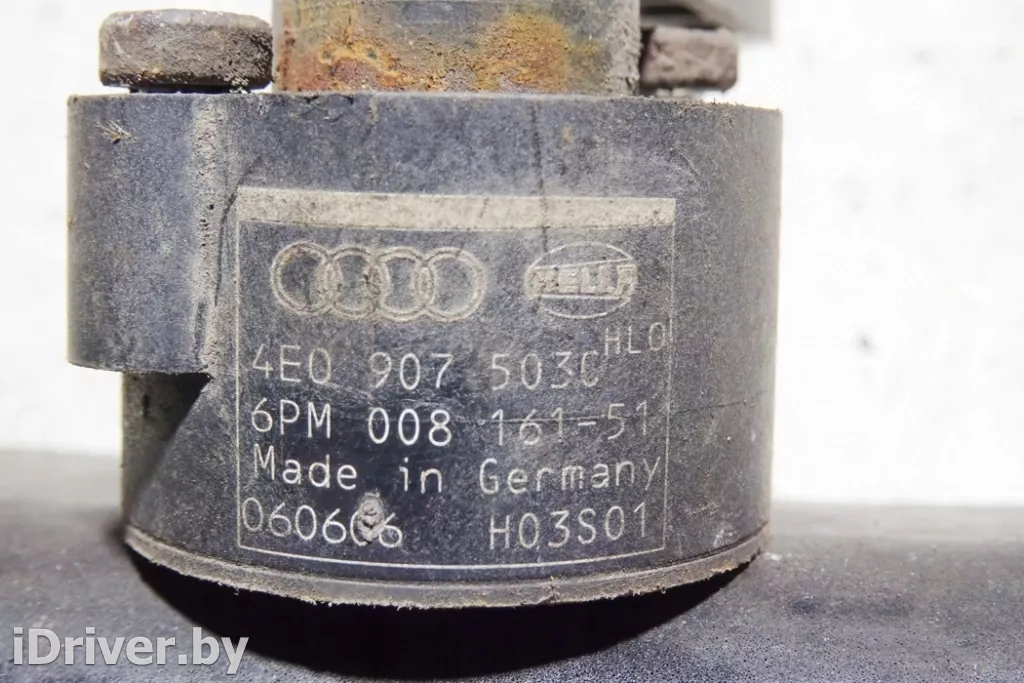 HELLA
4E0 907 503C HLO
6PM 008 161-51
Made in Germany
060606 H03S01
iDriver.by